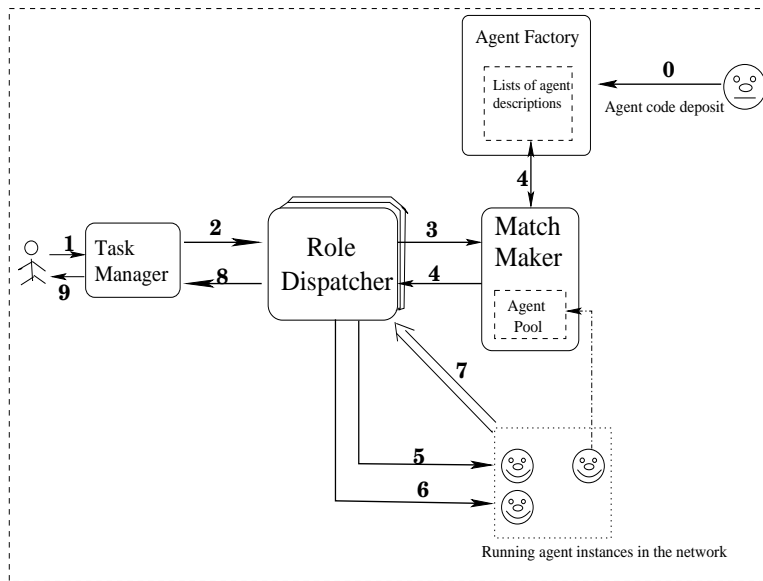 Agent Factory
Lists of agent
descriptions
0
Agent code deposit
4
1
Task
Manager
9
2
8
Role
Dispatcher
3
4
Match
Maker
Agent
Pool
7
5
6
Running agent instances in the network